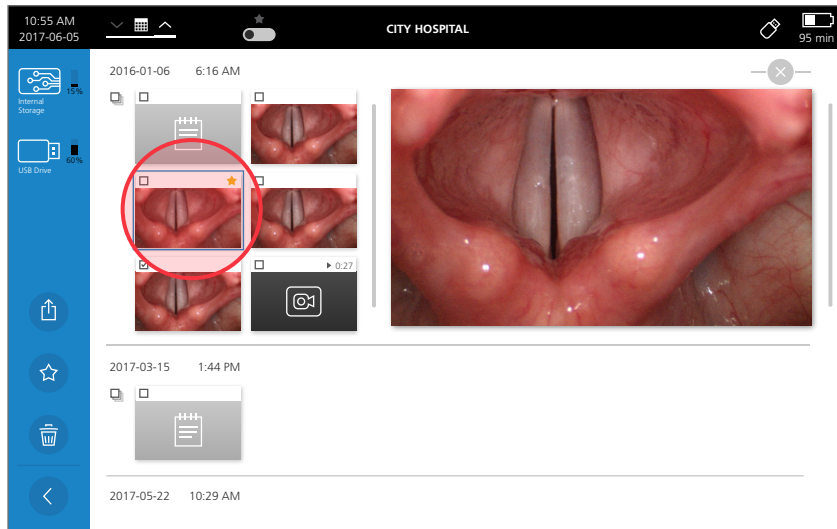 10:55 AM
2017-06-05
CITY HOSPITAL
95 min
15%
Internal
Storage
60%
USB Drive
2016-01-06 6:16 AM
0:27
2017-03-15 1:44 PM
2017-05-22 10:29 AM